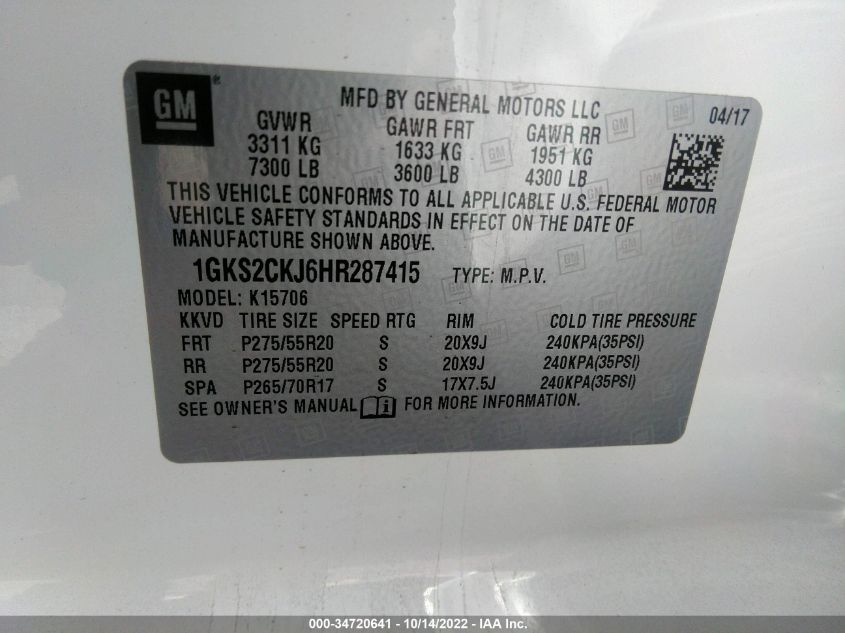 GM ®
MFD BY GENERAL MOTORS LLC 04/17
GVWR GAWR FRT GAWR RR
3311 KG 1633 KG 1951 KG
7300 LB 3600 LB 4300 LB
THIS VEHICLE CONFORMS TO ALL APPLICABLE U.S. FEDERAL MOTOR
VEHICLE SAFETY STANDARDS IN EFFECT ON THE DATE OF
MANUFACTURE SHOWN ABOVE.
1GKS2CKJ6HR287415 TYPE: M.P.V.
MODEL: K15706
KKVD TIRE SIZE SPEED RTG RIM COLD TIRE PRESSURE
FRT P275/55R20 S 20X9J 240KPA(35PSI)
RR P275/55R20 S 20X9J 240KPA(35PSI)
SPA P265/70R17 S 17X7.5J 240KPA(35PSI)
SEE OWNER'S MANUAL i FOR MORE INFORMATION.
000-34720641 - 10/14/2022 - IAA Inc.